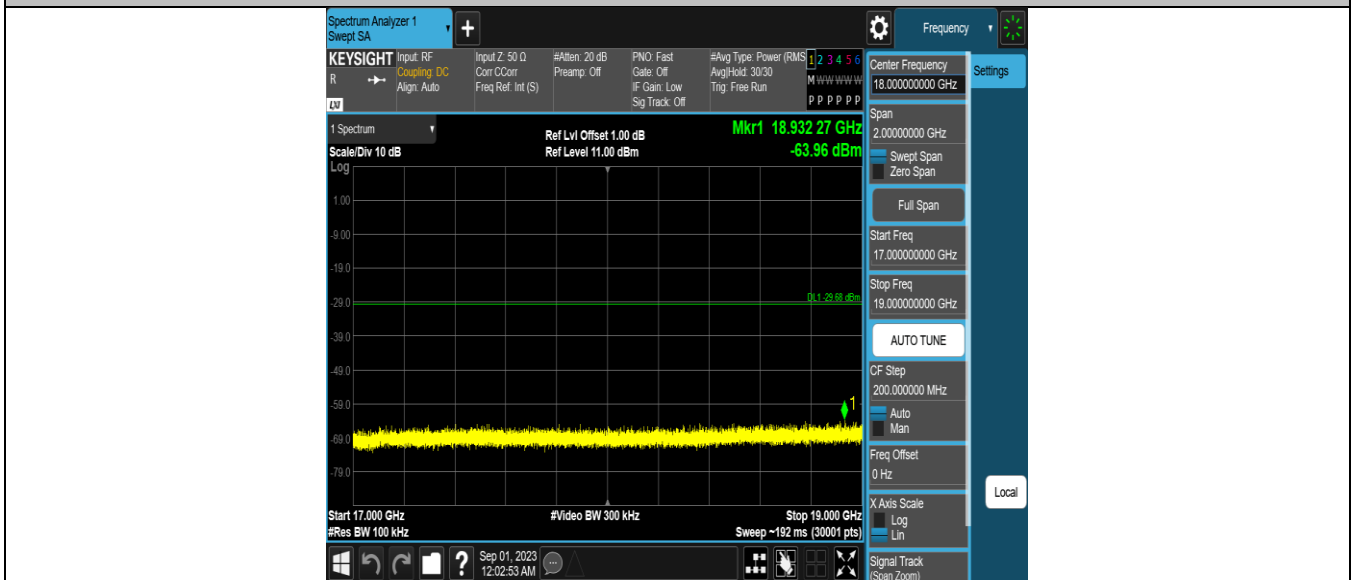 Spectrum Analyzer 1
Swept SA
+
Frequency
KEYSIGHT
R
LXI
Input: RF
Coupling: DC
Align: Auto
Input Z: 50 Ω
Corr CCorr
Freq Ref: Int (S)
#Atten: 20 dB
Preamp: Off
PNO: Fast
Gate: Off
IF Gain: Low
Sig Track: Off
#Avg Type: Power (RMS
Avg|Hold: 30/30
Trig: Free Run
1 2 3 4 5 6
M W W W W W
P P P P P P
Center Frequency
18.000000000 GHz
Settings
Span
2.00000000 GHz
Swept Span
Zero Span
Full Span
Start Freq
17.000000000 GHz
Stop Freq
19.000000000 GHz
AUTO TUNE
CF Step
200.000000 MHz
Auto
Man
Freq Offset
0 Hz
X Axis Scale
Log
Lin
Signal Track
(Span Zoom)
Local
1 Spectrum
Scale/Div 10 dB
Log
Ref Lvl Offset 1.00 dB
Ref Level 11.00 dBm
Mkr1 18.932 27 GHz
-63.96 dBm
1.00
-9.00
-19.0
-29.0
-39.0
-49.0
-59.0
-69.0
-79.0
DL1 -29.68 dBm
1
Start 17.000 GHz
#Res BW 100 kHz
#Video BW 300 kHz
Stop 19.000 GHz
Sweep ~192 ms (30001 pts)
?
Sep 01, 2023
12:02:53 AM